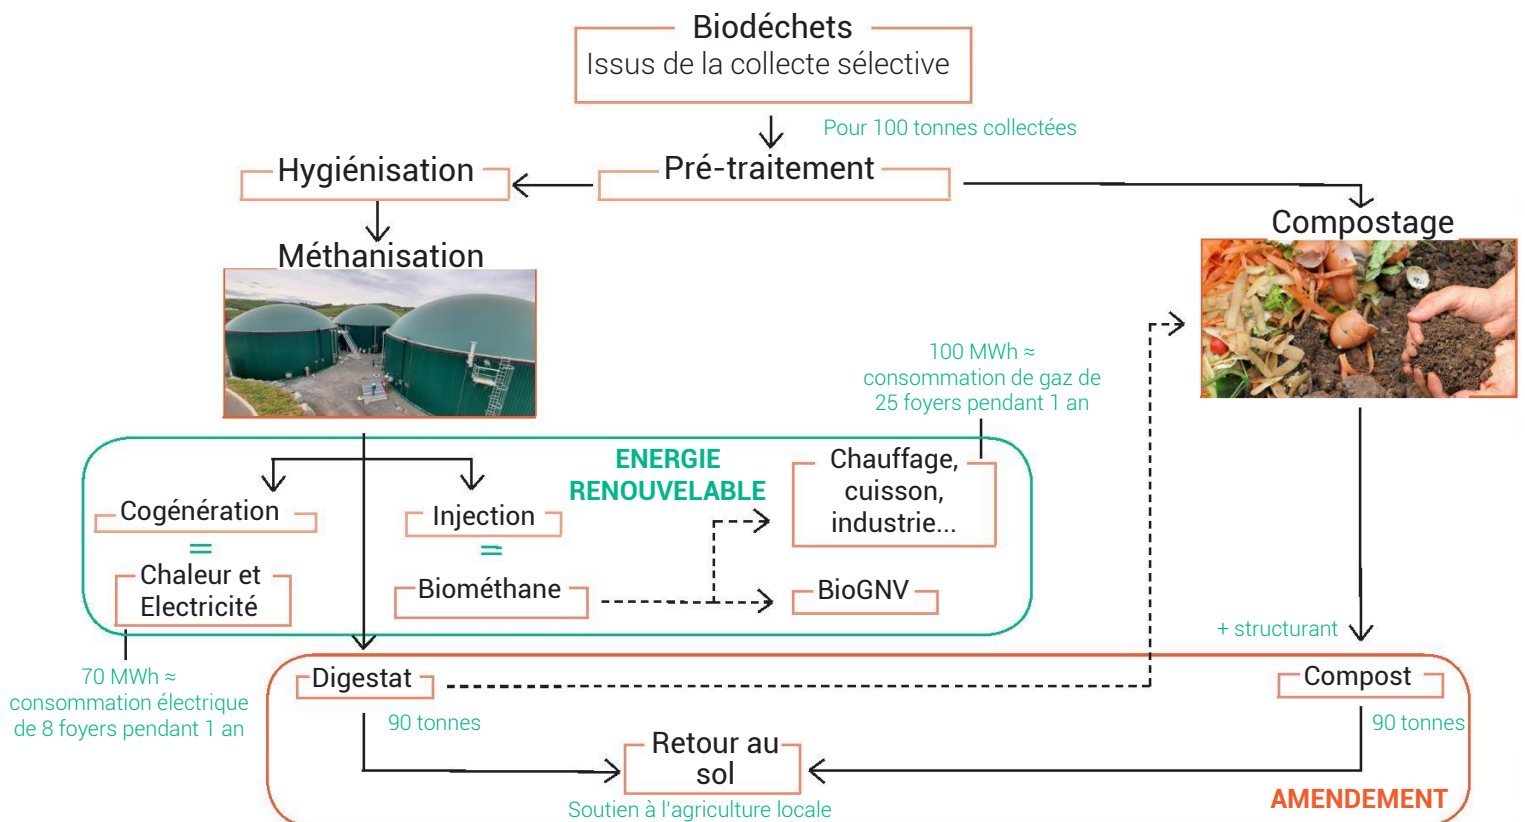 Biodéchets
Issus de la collecte sélective
Pour 100 tonnes collectées
Hygiénisation
Pré-traitement
Compostage
Méthanisation
100 MWh ≈
consommation de gaz de
25 foyers pendant 1 an
ENERGIE
RENOUVELABLE
Chauffage,
cuisson,
industrie...
Cogénération
Injection
=
=
Chaleur et
Electricité
Biométhane
BioGNV
+ structurant
70 MWh ≈
consommation électrique
de 8 foyers pendant 1 an
Digestat
Compost
90 tonnes
90 tonnes
Retour au
sol
Soutien à l'agriculture locale
AMENDEMENT